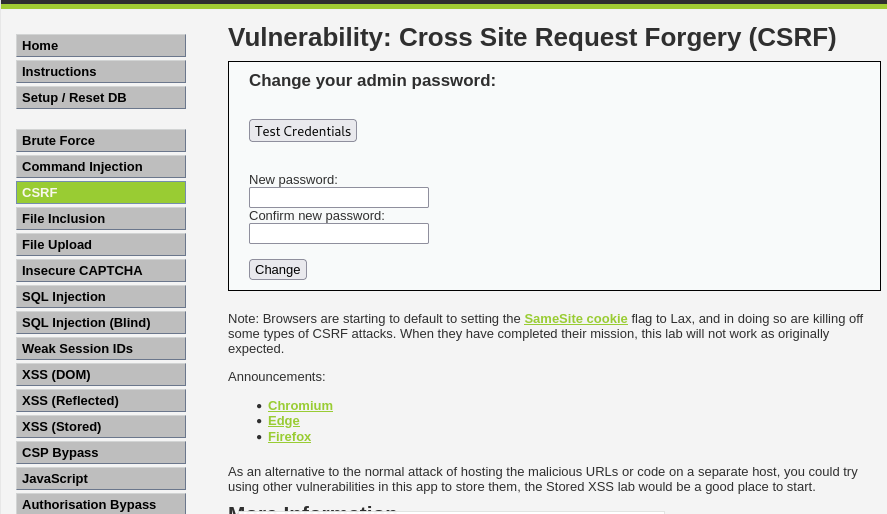 Home
Instructions
Setup / Reset DB
Brute Force
Command Injection
CSRF
File Inclusion
File Upload
Insecure CAPTCHA
SQL Injection
SQL Injection (Blind)
Weak Session IDs
XSS (DOM)
XSS (Reflected)
XSS (Stored)
CSP Bypass
JavaScript
Authorisation Bypass
Vulnerability: Cross Site Request Forgery (CSRF)
Change your admin password:
Test Credentials
New password:
Confirm new password:
Change
Note: Browsers are starting to default to setting the SameSite cookie flag to Lax, and in doing so are killing off
some types of CSRF attacks. When they have completed their mission, this lab will not work as originally
expected.
Announcements:
• Chromium
• Edge
• Firefox
As an alternative to the normal attack of hosting the malicious URLs or code on a separate host, you could try
using other vulnerabilities in this app to store them, the Stored XSS lab would be a good place to start.
More Information